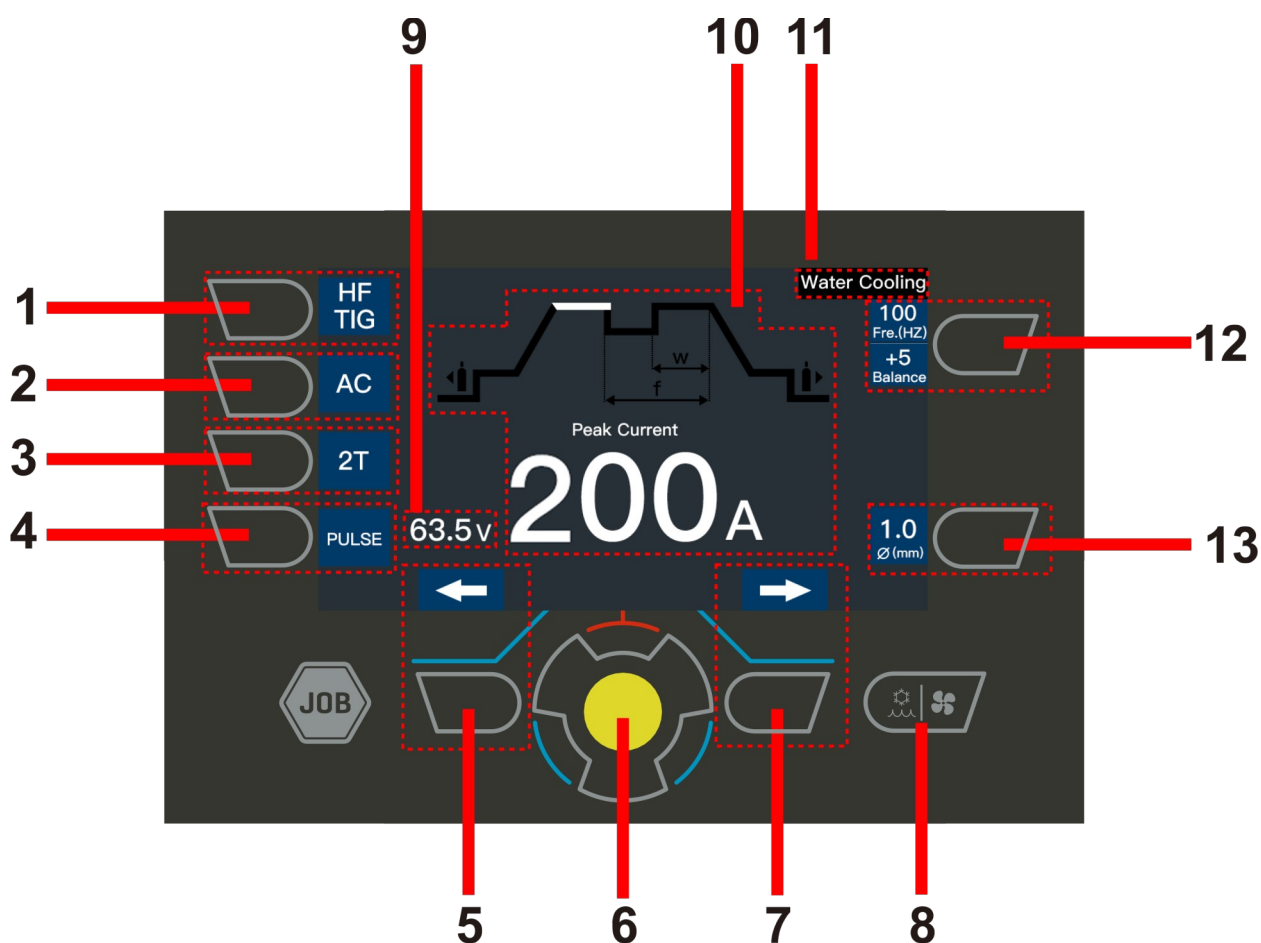 9
10
11
1
HF
TIG
Water Cooling
100
Fre.(HZ)
+5
Balance
12
2
AC
w
f
3
2T
Peak Current
200A
4
PULSE
63.5v
1.0
Ø (mm)
13
JOB
5
6
7
8